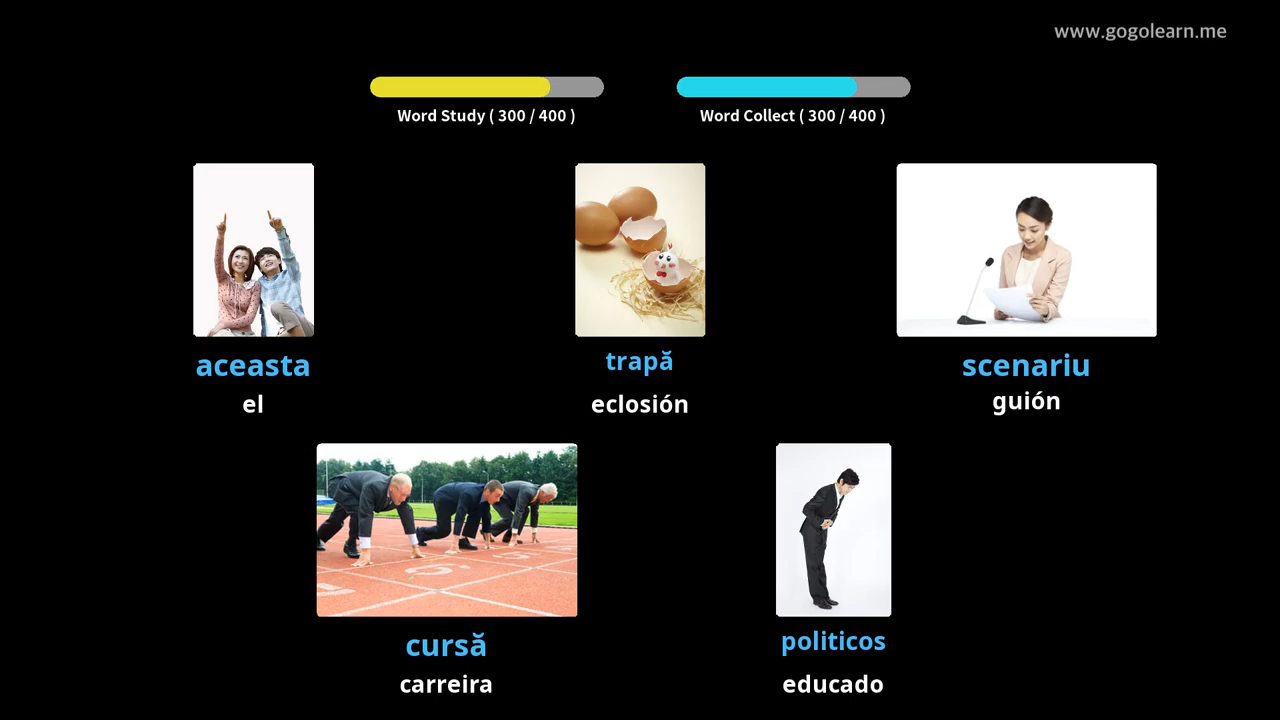 www.gogolearn.me
Word Study ( 300 / 400 )
Word Collect ( 300 / 400 )
aceasta
el
trapă
eclosión
scenariu
guión
cursă
carreira
politicos
educado